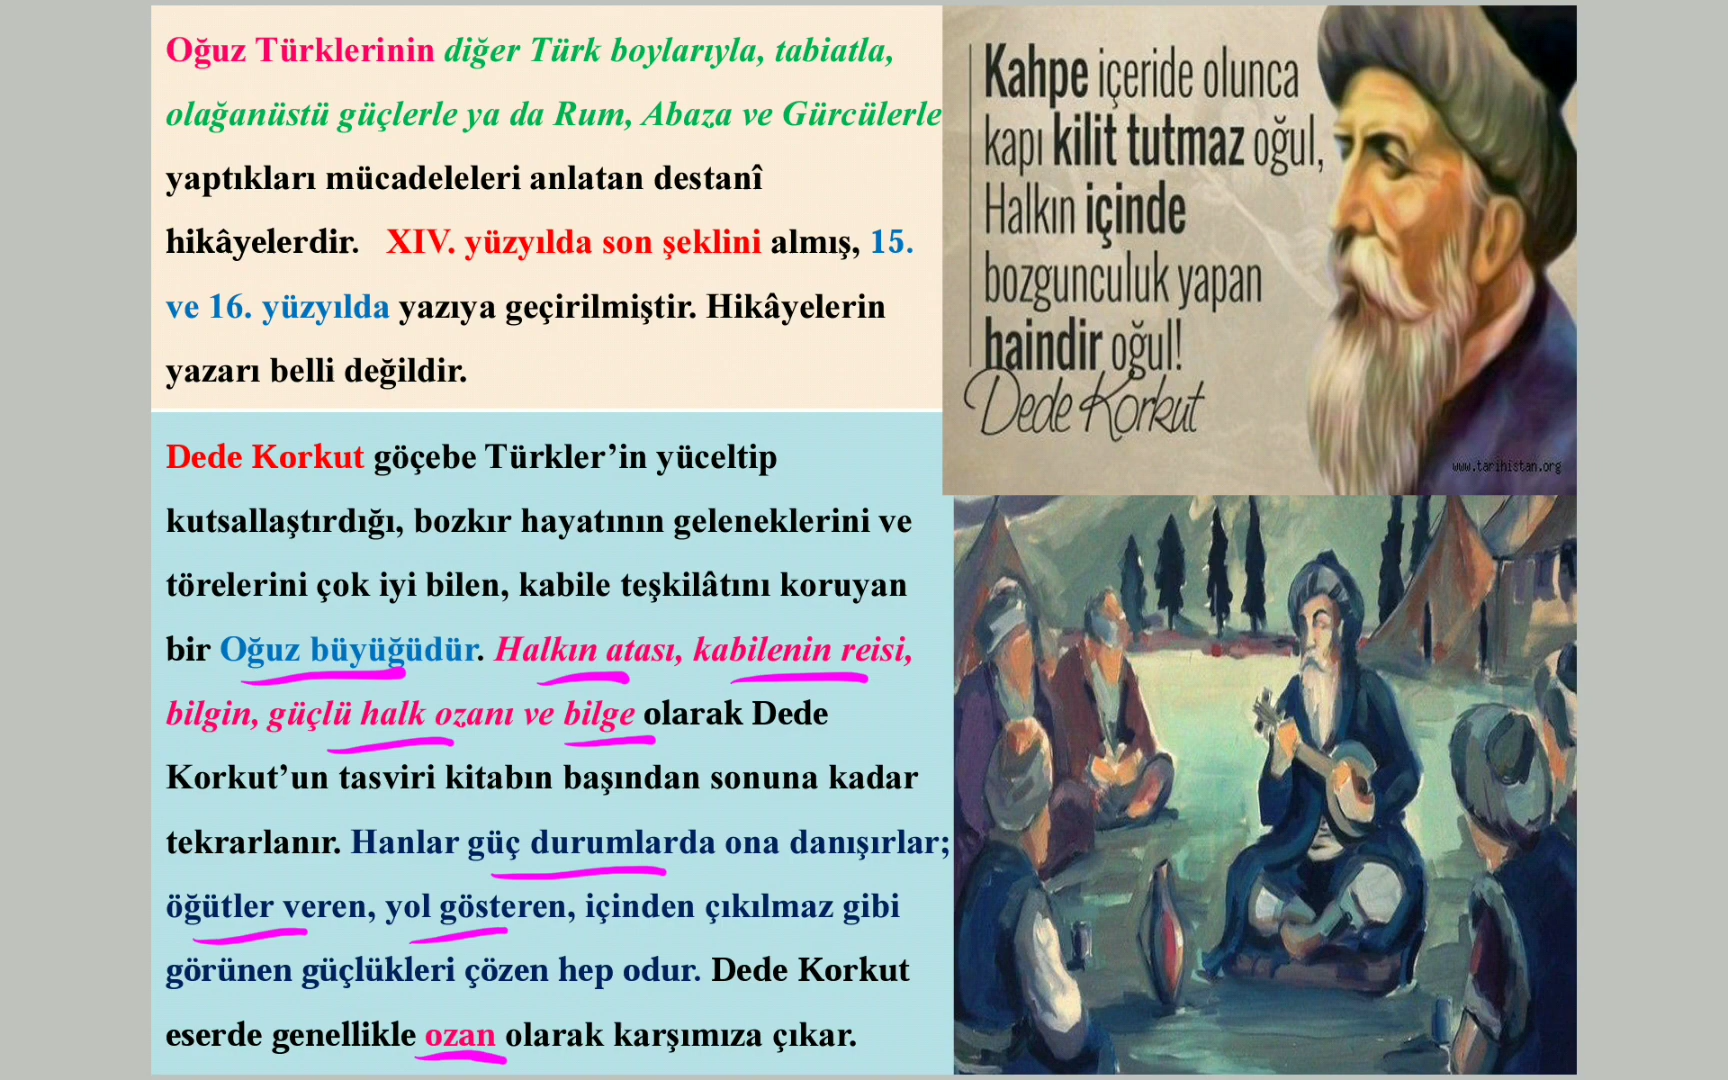 Oğuz Türklerinin diğer Türk boylarıyla, tabiatla,
olağanüstü güçlerle ya da Rum, Abaza ve Gürcülerle
yaptıkları mücadeleleri anlatan destanî
hikâyelerdir. XIV. yüzyılda son şeklini almış, 15.
ve 16. yüzyılda yazıya geçirilmiştir. Hikâyelerin
yazarı belli değildir.
Dede Korkut göçebe Türkler’in yüceltip
kutsallaştırdığı, bozkır hayatının geleneklerini ve
törelerini çok iyi bilen, kabile teşkilâtını koruyan
bir Oğuz büyüğüdür. Halkın atası, kabilenin reisi,
bilgin, güçlü halk ozanı ve bilge olarak Dede
Korkut’un tasviri kitabın başından sonuna kadar
tekrarlanır. Hanlar güç durumlarda ona danışırlar;
öğütler veren, yol gösteren, içinden çıkılmaz gibi
görünen güçlükleri çözen hep odur. Dede Korkut
eserde genellikle ozan olarak karşımıza çıkar.
Kahpe içeride olunca
kapı kilit tutmaz oğul,
Halkın içinde
bozgunculuk yapan
haindir oğul!
Dede Korkut
www.tarihistan.org